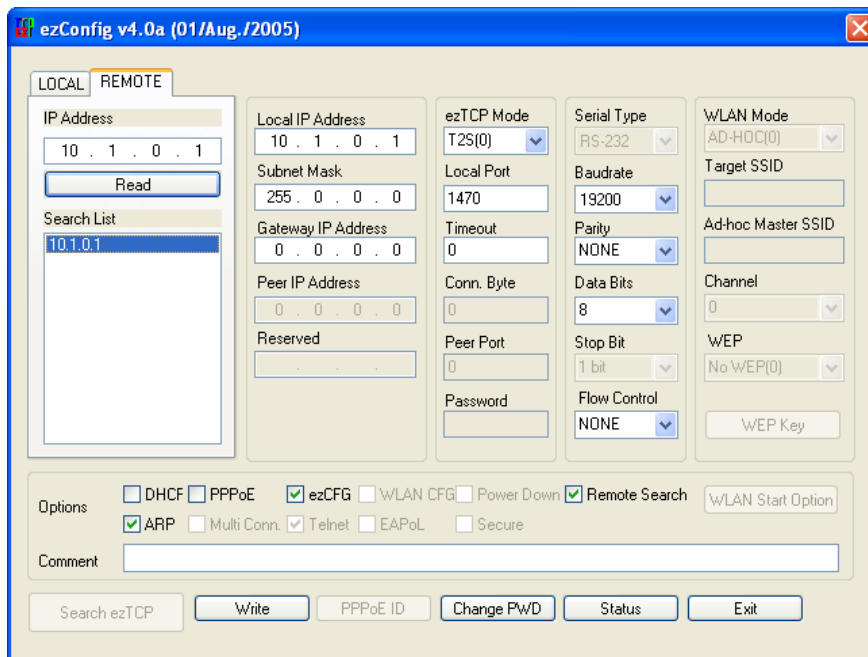 ezConfig v4.0a (01/Aug./2005)
LOCAL REMOTE
IP Address
10 . 1 . 0 . 1
Read
Search List
10.1.0.1
Local IP Address
10 . 1 . 0 . 1
Subnet Mask
255 . 0 . 0 . 0
Gateway IP Address
0 . 0 . 0 . 0
Peer IP Address
0 . 0 . 0 . 0
Reserved
. . .
ezTCP Mode
T2S(0)
Local Port
1470
Timeout
0
Conn. Byte
0
Peer Port
0
Password
Serial Type
RS-232
Baudrate
19200
Parity
NONE
Data Bits
8
Stop Bit
1 bit
Flow Control
NONE
WLAN Mode
AD-HOC(0)
Target SSID
Ad-hoc Master SSID
Channel
0
WEP
No WEP(0)
WEP Key
Options
DHCF PPPoE ezCFG WLAN CFG Power Down Remote Search
ARP Multi Conn. Telnet EAPoL Secure
WLAN Start Option
Comment
Search ezTCP Write PPPoE ID Change PWD Status Exit